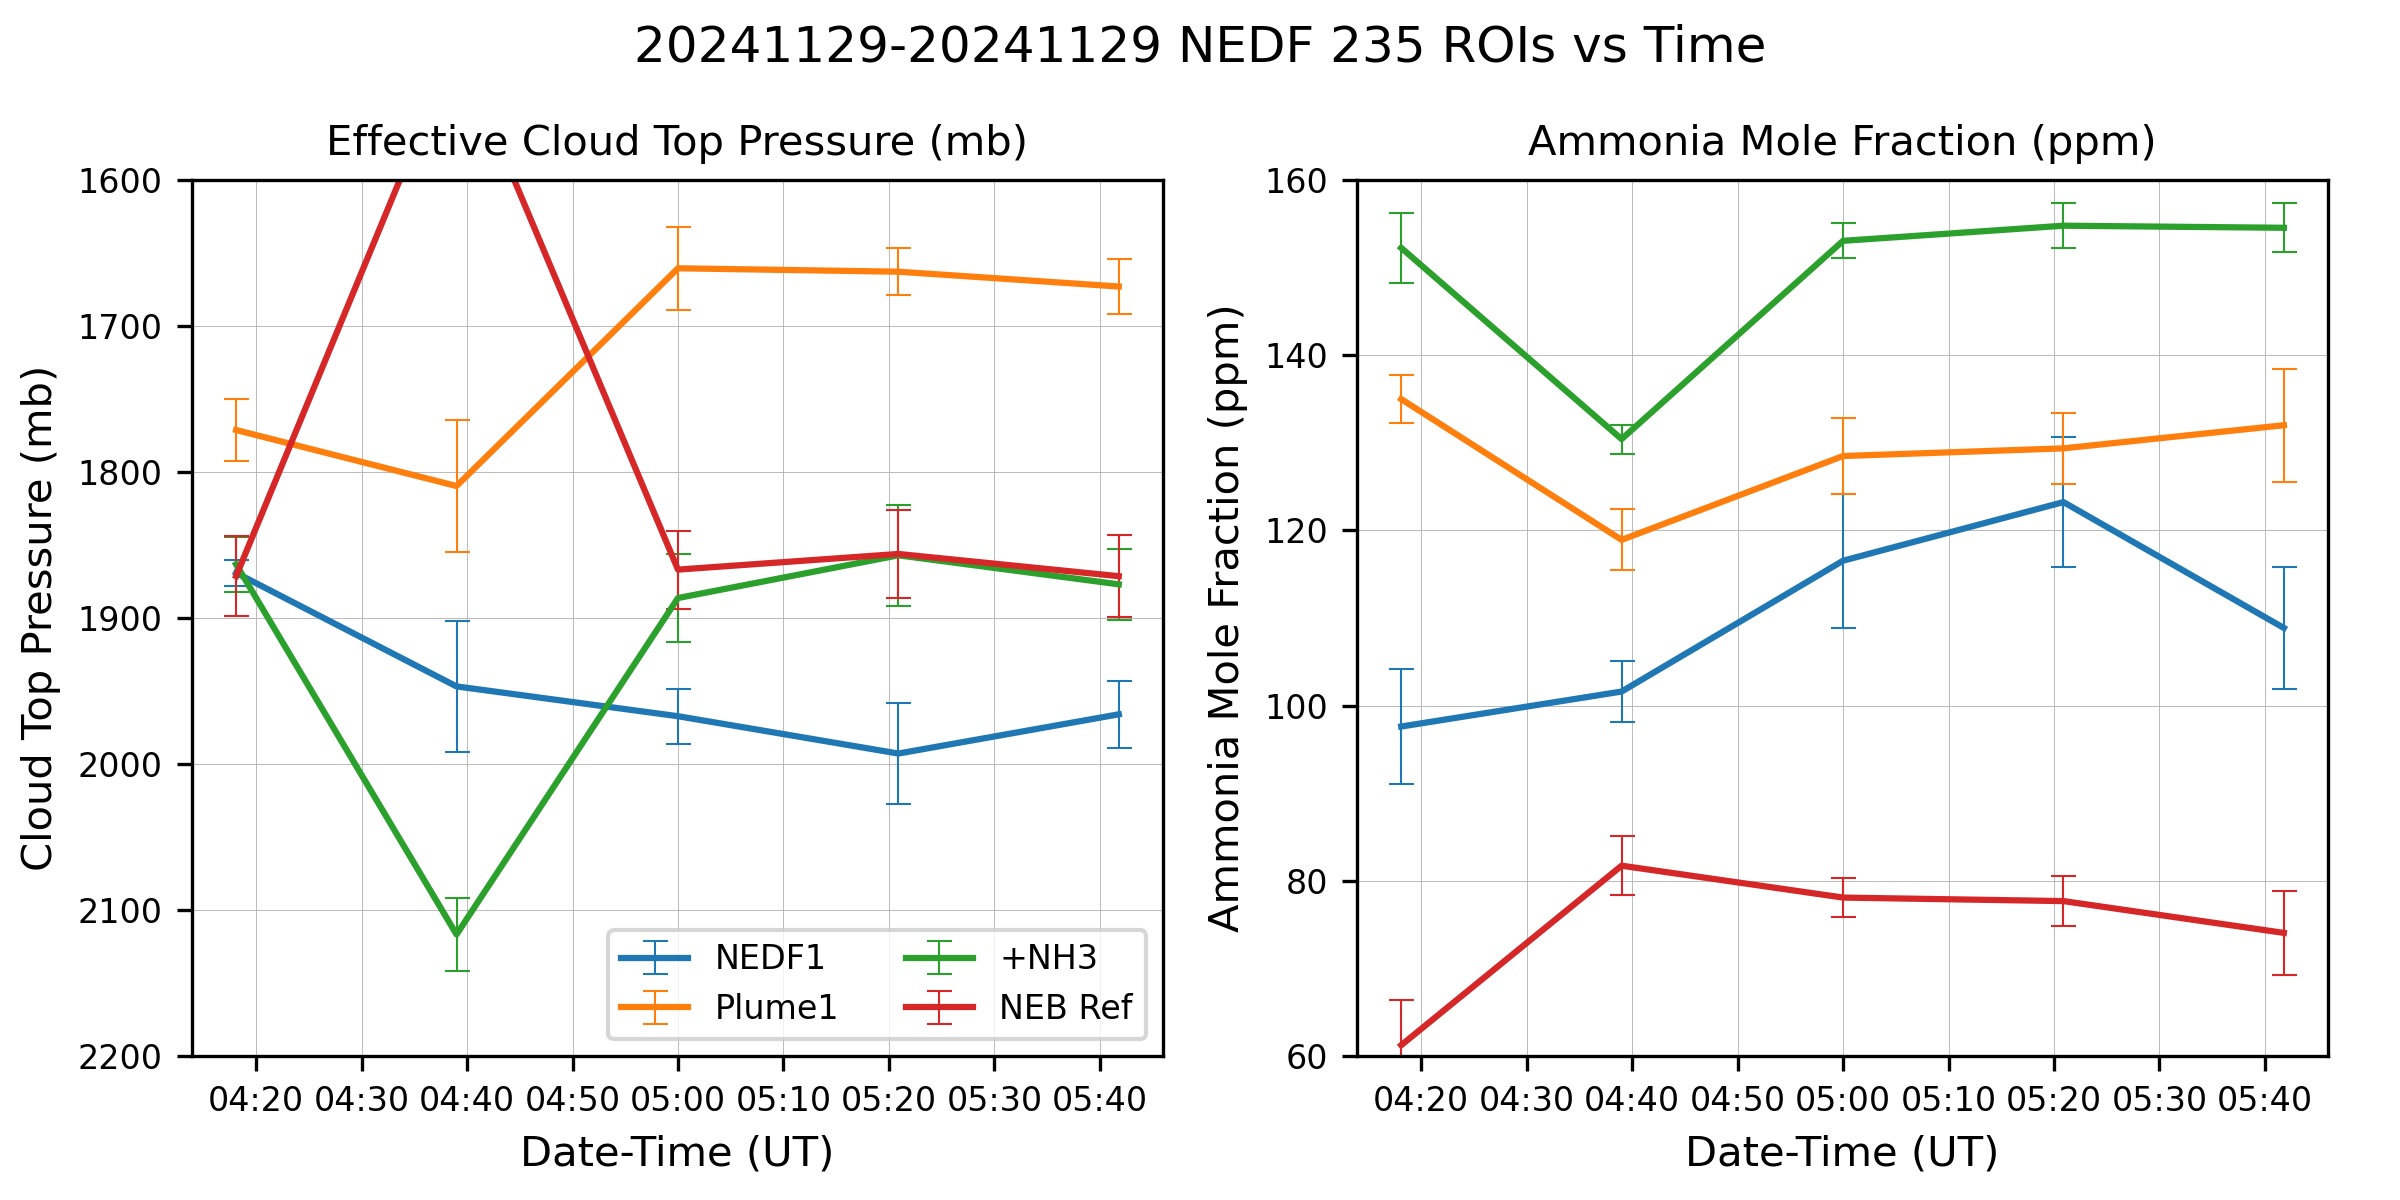 20241129-20241129 NEDF 235 ROIs vs Time
Effective Cloud Top Pressure (mb)
Cloud Top Pressure (mb)
1600
1700
1800
1900
2000
2100
2200
NEDF1
Plume1
+NH3
NEB Ref
04:20 04:30 04:40 04:50 05:00 05:10 05:20 05:30 05:40
Date-Time (UT)
Ammonia Mole Fraction (ppm)
Ammonia Mole Fraction (ppm)
160
140
120
100
80
60
04:20 04:30 04:40 04:50 05:00 05:10 05:20 05:30 05:40
Date-Time (UT)